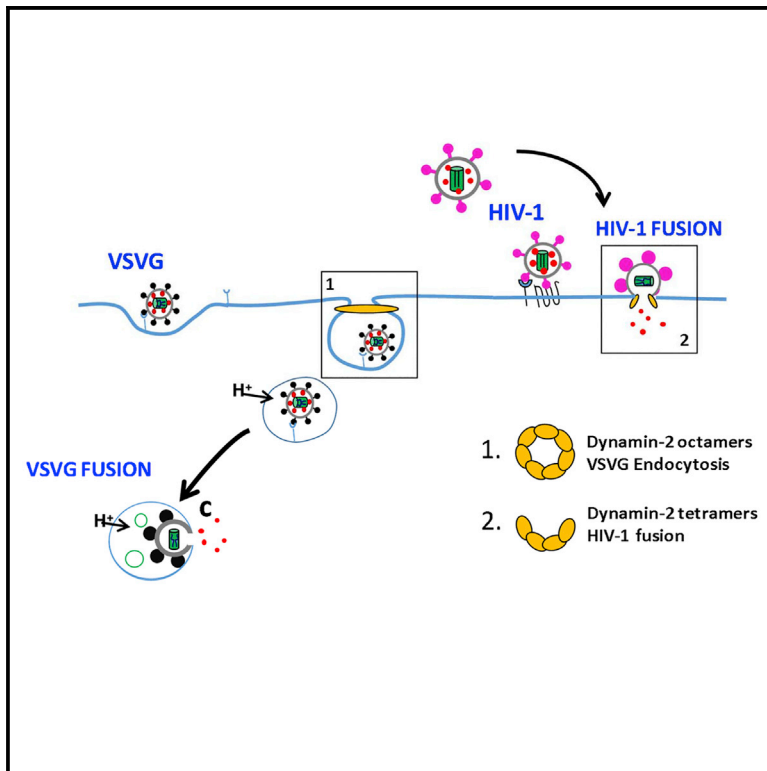 HIV-1
HIV-1 FUSION
VSVG
1
2
H+
VSVG FUSION
H+
C
1.
Dynamin-2 octamers
VSVG Endocytosis
2.
Dynamin-2 tetramers
HIV-1 fusion